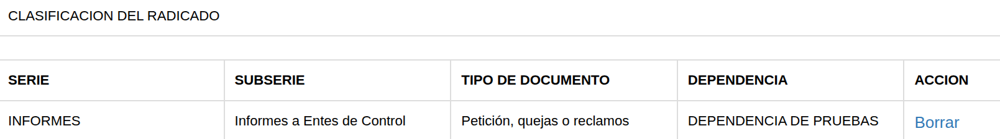 CLASIFICACION DEL RADICADO
SERIE SUBSERIE TIPO DE DOCUMENTO DEPENDENCIA ACCION
INFORMES Informes a Entes de Control Petición, quejas o reclamos DEPENDENCIA DE PRUEBAS Borrar